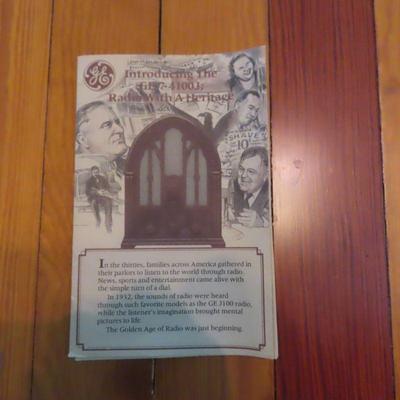 GE
Introducing The
GE 7-4100J:
Radio With A Heritage
SHAVE
10
In the thirties, families across America gathered in
their parlors to listen to the world through radio.
News, sports and entertainment came alive with
the simple turn of a dial.
In 1932, the sounds of radio were heard
through such favorite models as the GE J100 radio,
while the listener's imagination brought mental
pictures to life.
The Golden Age of Radio was just beginning.